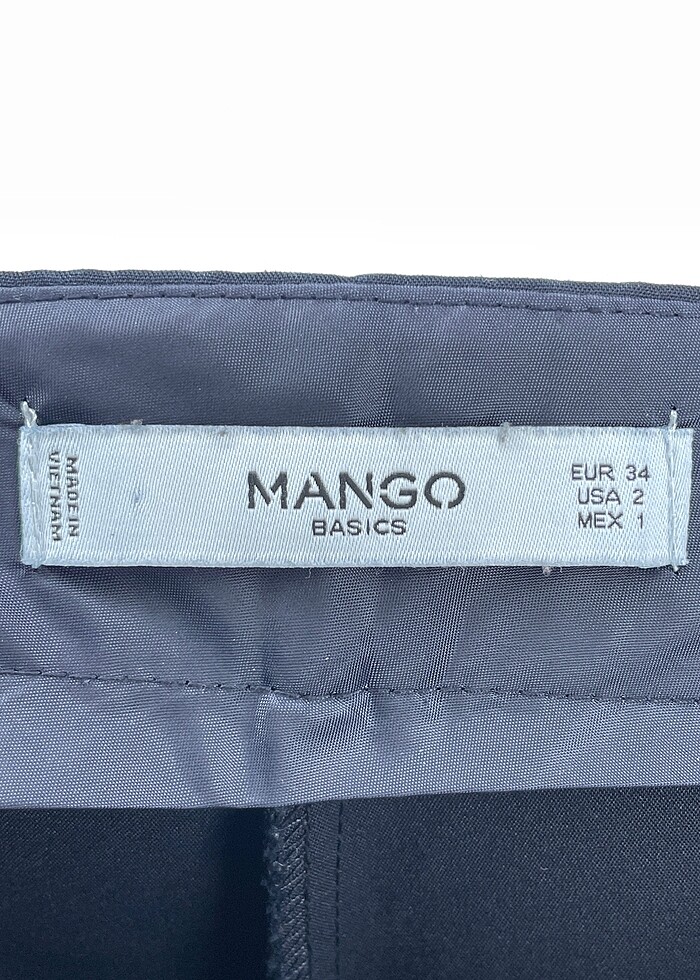 MADE IN
VIETNAM
MANGO
BASICS
EUR 34
USA 2
MEX 1